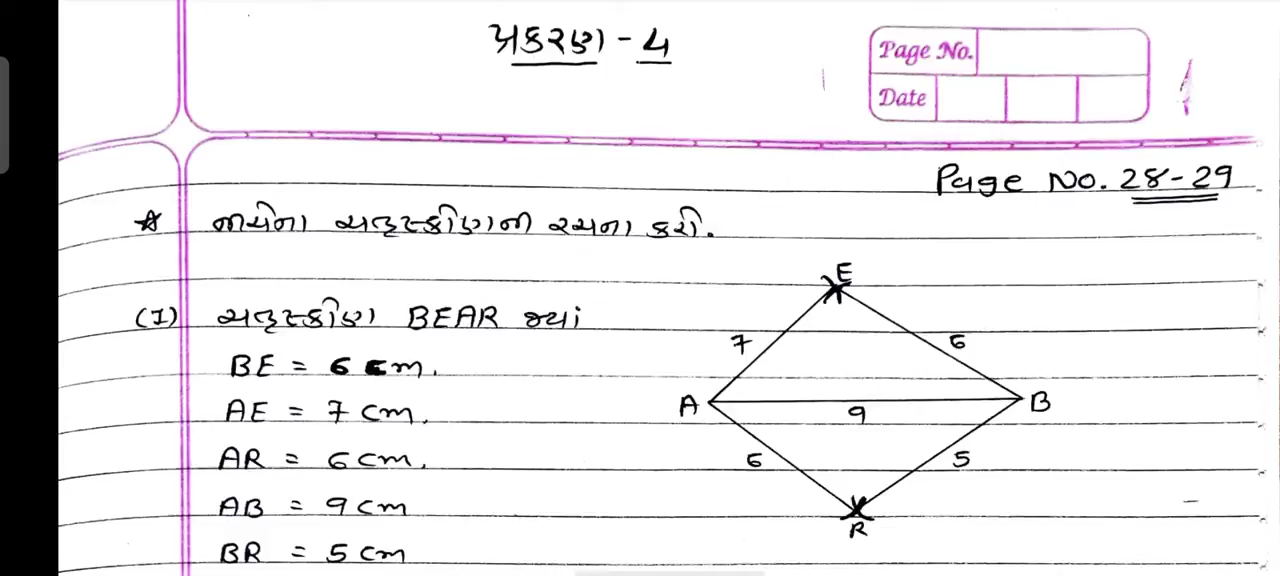 પ્રકરણ - 4
Page No.
Date
Page No. 28-29
* નીચેના ચતુષ્કોણની રચના કરો.
(1) ચતુષ્કોણ BEAR જ્યાં
BE = 6 cm.
AE = 7 cm.
AR = 6 cm.
AB = 9 cm
BR = 5 cm
E
7
6
A
9
B
6
5
R